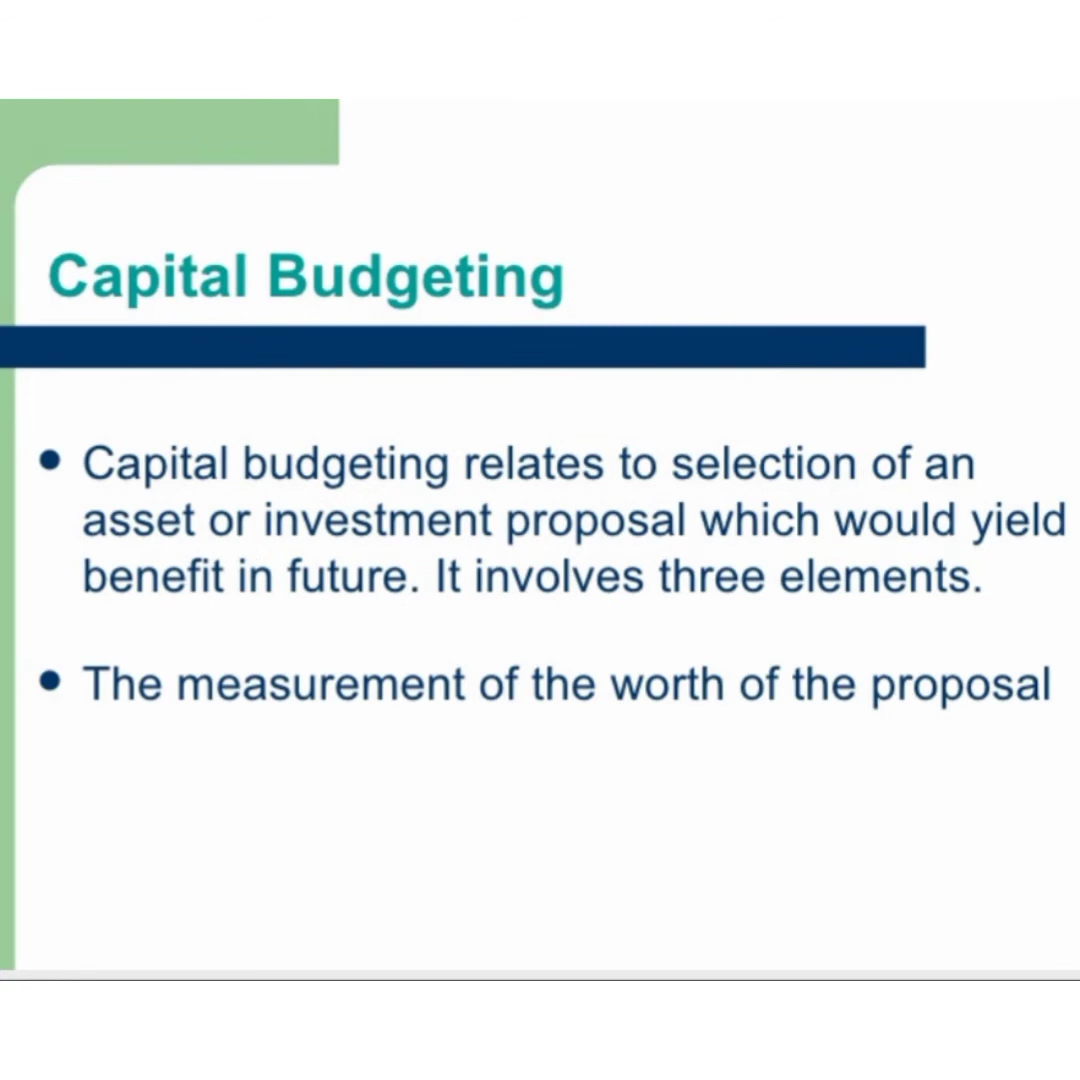 Capital Budgeting
• Capital budgeting relates to selection of an
asset or investment proposal which would yield
benefit in future. It involves three elements.
• The measurement of the worth of the proposal